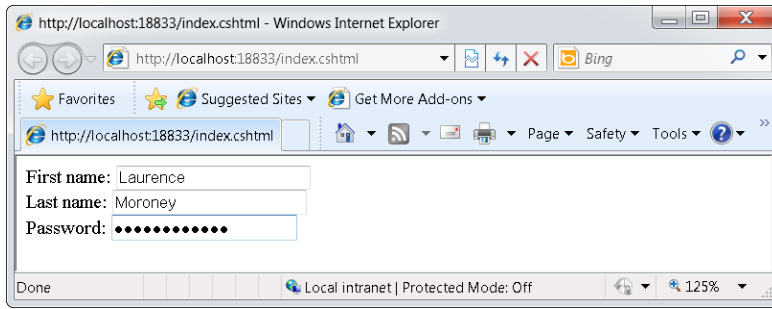 http://localhost:18833/index.cshtml - Windows Internet Explorer
http://localhost:18833/index.cshtml Bing
Favorites Suggested Sites Get More Add-ons
http://localhost:18833/index.cshtml Page Safety Tools
First name: Laurence
Last name: Moroney
Password: ●●●●●●●●●●●●
Done Local intranet | Protected Mode: Off 125%